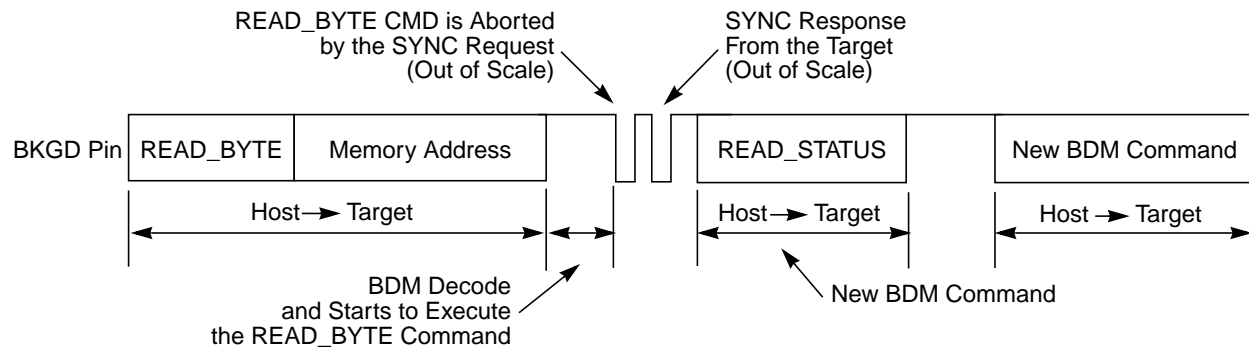 READ_BYTE CMD is Aborted
by the SYNC Request
(Out of Scale)
SYNC Response
From the Target
(Out of Scale)
BKGD Pin
READ_BYTE
Memory Address
READ_STATUS
New BDM Command
Host Target
Host Target
Host Target
BDM Decode
and Starts to Execute
the READ_BYTE Command
New BDM Command